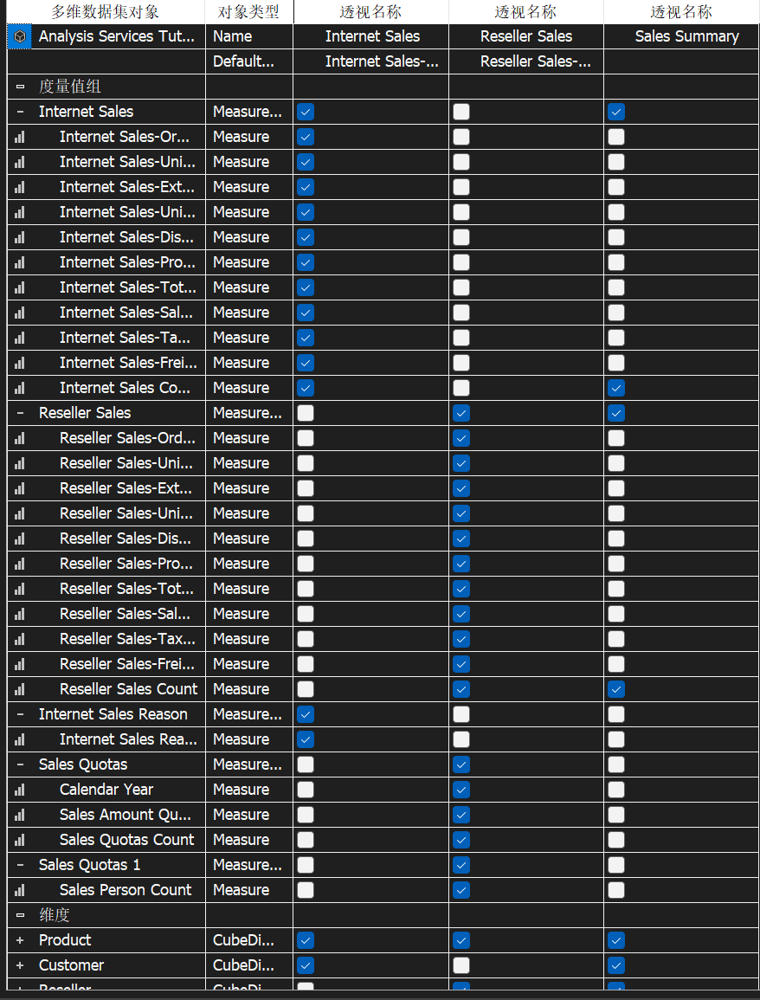 多维数据集对象 对象类型 透视名称 透视名称 透视名称
Analysis Services Tut... Name Internet Sales Reseller Sales Sales Summary
Default... Internet Sales-... Reseller Sales-...
度量值组
Internet Sales Measure...
Internet Sales-Or... Measure
Internet Sales-Uni... Measure
Internet Sales-Ext... Measure
Internet Sales-Uni... Measure
Internet Sales-Dis... Measure
Internet Sales-Pro... Measure
Internet Sales-Tot... Measure
Internet Sales-Sal... Measure
Internet Sales-Ta... Measure
Internet Sales-Frei... Measure
Internet Sales Co... Measure
Reseller Sales Measure...
Reseller Sales-Ord... Measure
Reseller Sales-Uni... Measure
Reseller Sales-Ext... Measure
Reseller Sales-Uni... Measure
Reseller Sales-Dis... Measure
Reseller Sales-Pro... Measure
Reseller Sales-Tot... Measure
Reseller Sales-Sal... Measure
Reseller Sales-Tax... Measure
Reseller Sales-Frei... Measure
Reseller Sales Count Measure
Internet Sales Reason Measure...
Internet Sales Rea... Measure
Sales Quotas Measure...
Calendar Year Measure
Sales Amount Qu... Measure
Sales Quotas Count Measure
Sales Quotas 1 Measure...
Sales Person Count Measure
维度
Product CubeDi...
Customer CubeDi...
Reseller CubeDi...